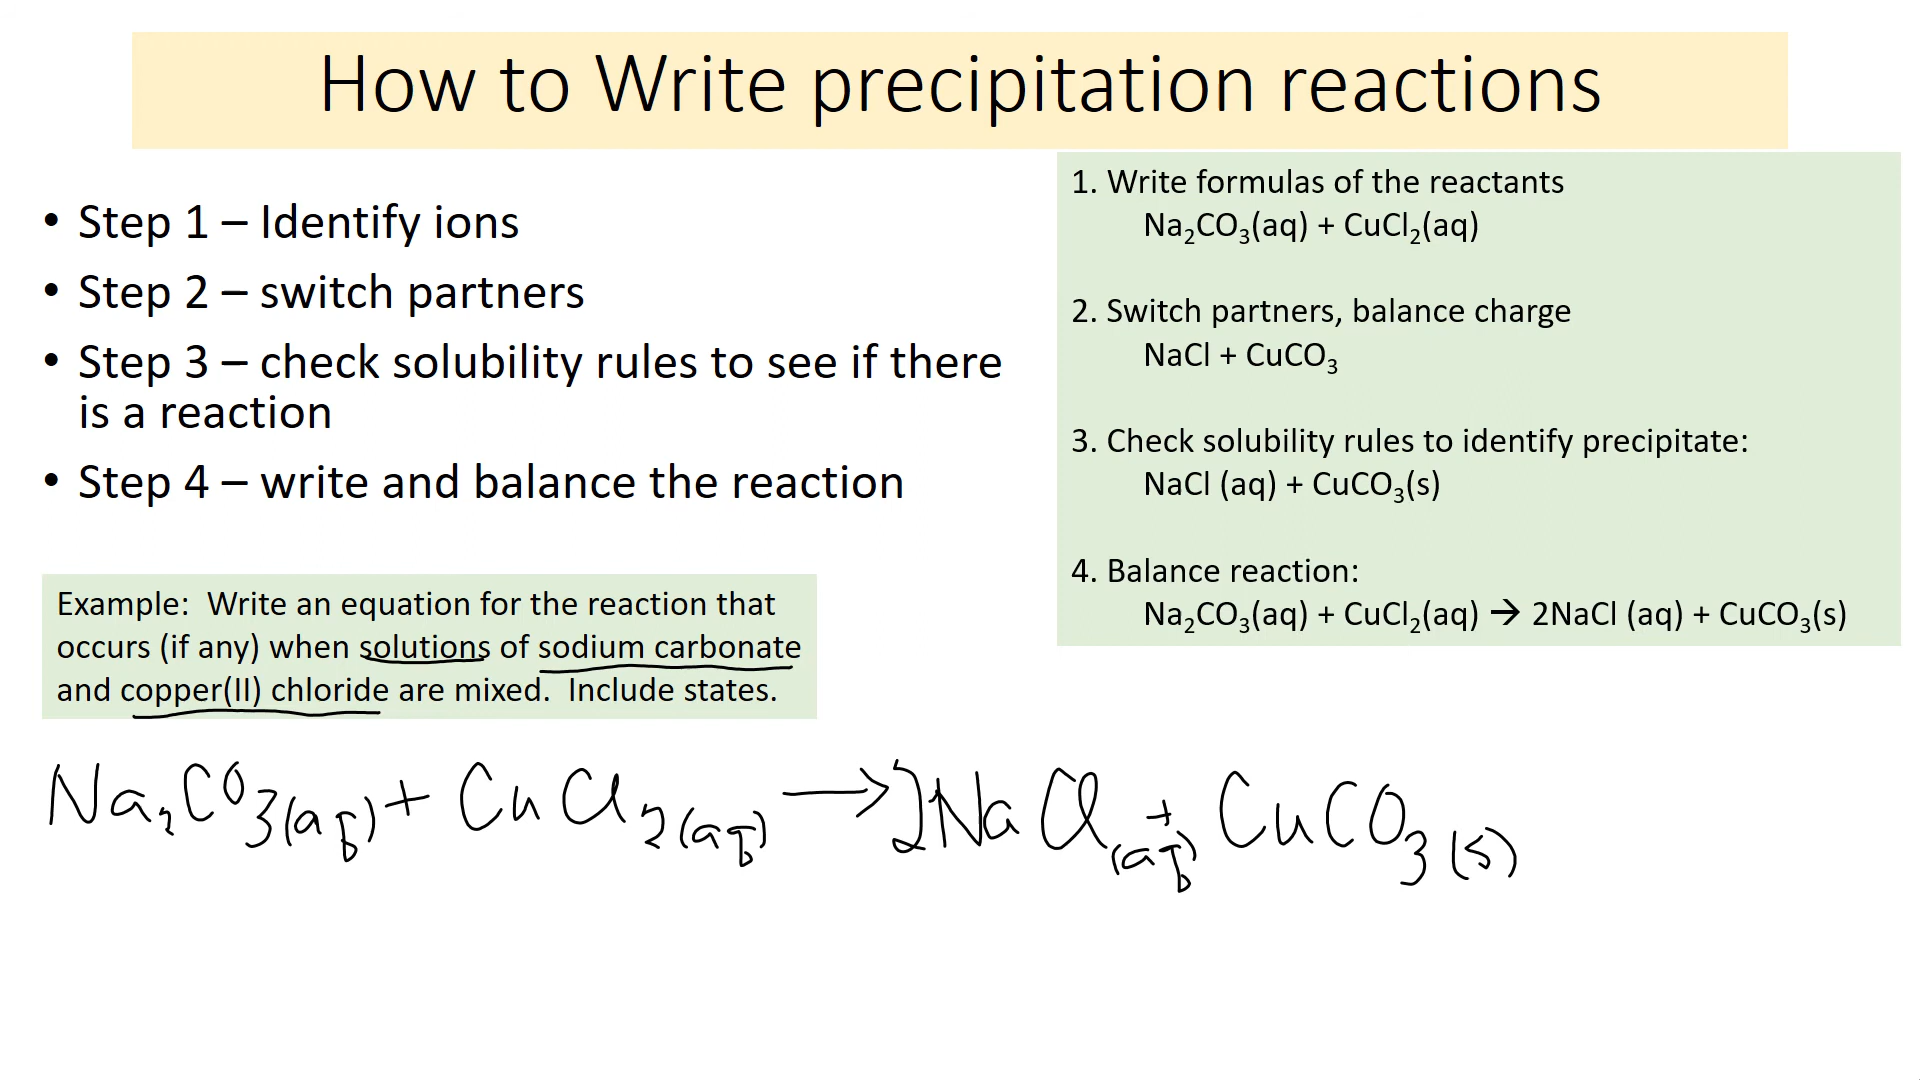 How to Write precipitation reactions
• Step 1 – Identify ions
• Step 2 – switch partners
• Step 3 – check solubility rules to see if there
is a reaction
• Step 4 – write and balance the reaction
Example: Write an equation for the reaction that
occurs (if any) when solutions of sodium carbonate
and copper(II) chloride are mixed. Include states.
1. Write formulas of the reactants
Na₂CO₃(aq) + CuCl₂(aq)
2. Switch partners, balance charge
NaCl + CuCO₃
3. Check solubility rules to identify precipitate:
NaCl (aq) + CuCO₃(s)
4. Balance reaction:
Na₂CO₃(aq) + CuCl₂(aq) → 2NaCl (aq) + CuCO₃(s)
Na₂CO₃(aq) + CuCl₂(aq) → 2NaCl(aq) + CuCO₃(s)